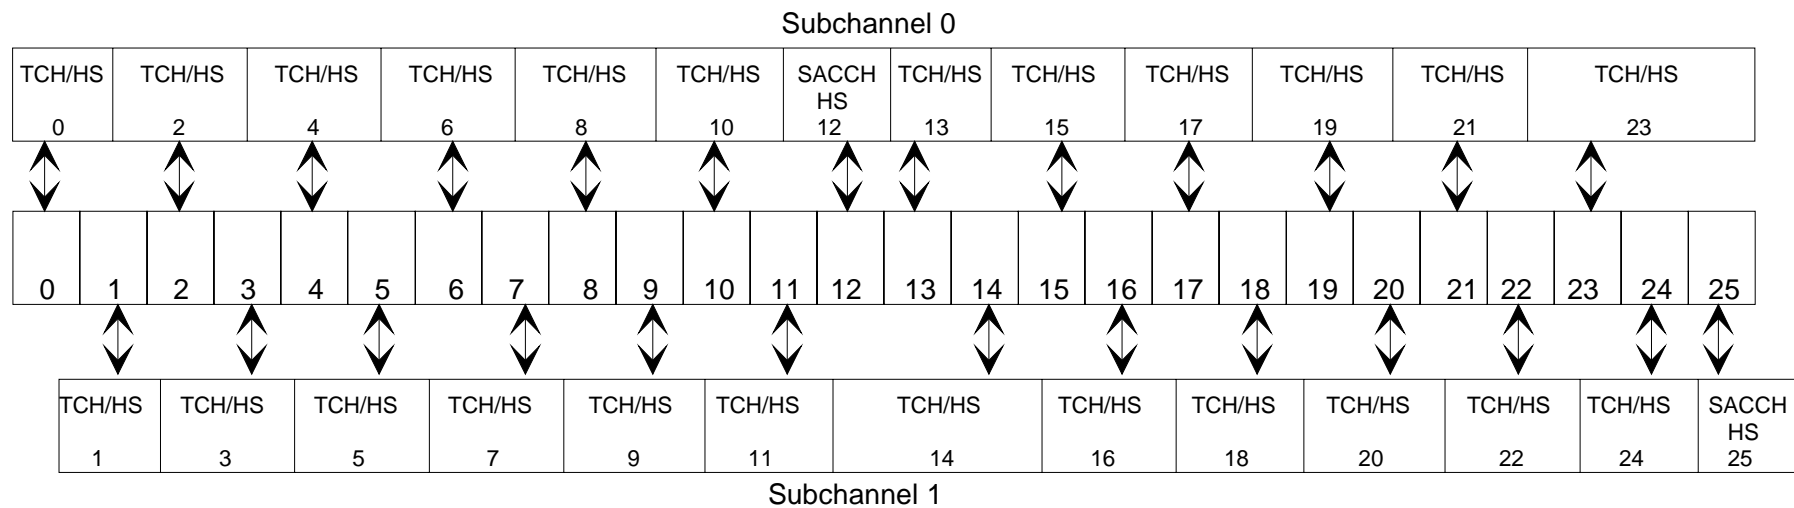 Subchannel 0
TCH/HS TCH/HS TCH/HS TCH/HS TCH/HS TCH/HS SACCH TCH/HS TCH/HS TCH/HS TCH/HS TCH/HS TCH/HS
HS
0 2 4 6 8 10 12 13 15 17 19 21 23
0 1 2 3 4 5 6 7 8 9 10 11 12 13 14 15 16 17 18 19 20 21 22 23 24 25
TCH/HS TCH/HS TCH/HS TCH/HS TCH/HS TCH/HS TCH/HS TCH/HS TCH/HS TCH/HS TCH/HS TCH/HS SACCH
HS
1 3 5 7 9 11 14 16 18 20 22 24 25
Subchannel 1